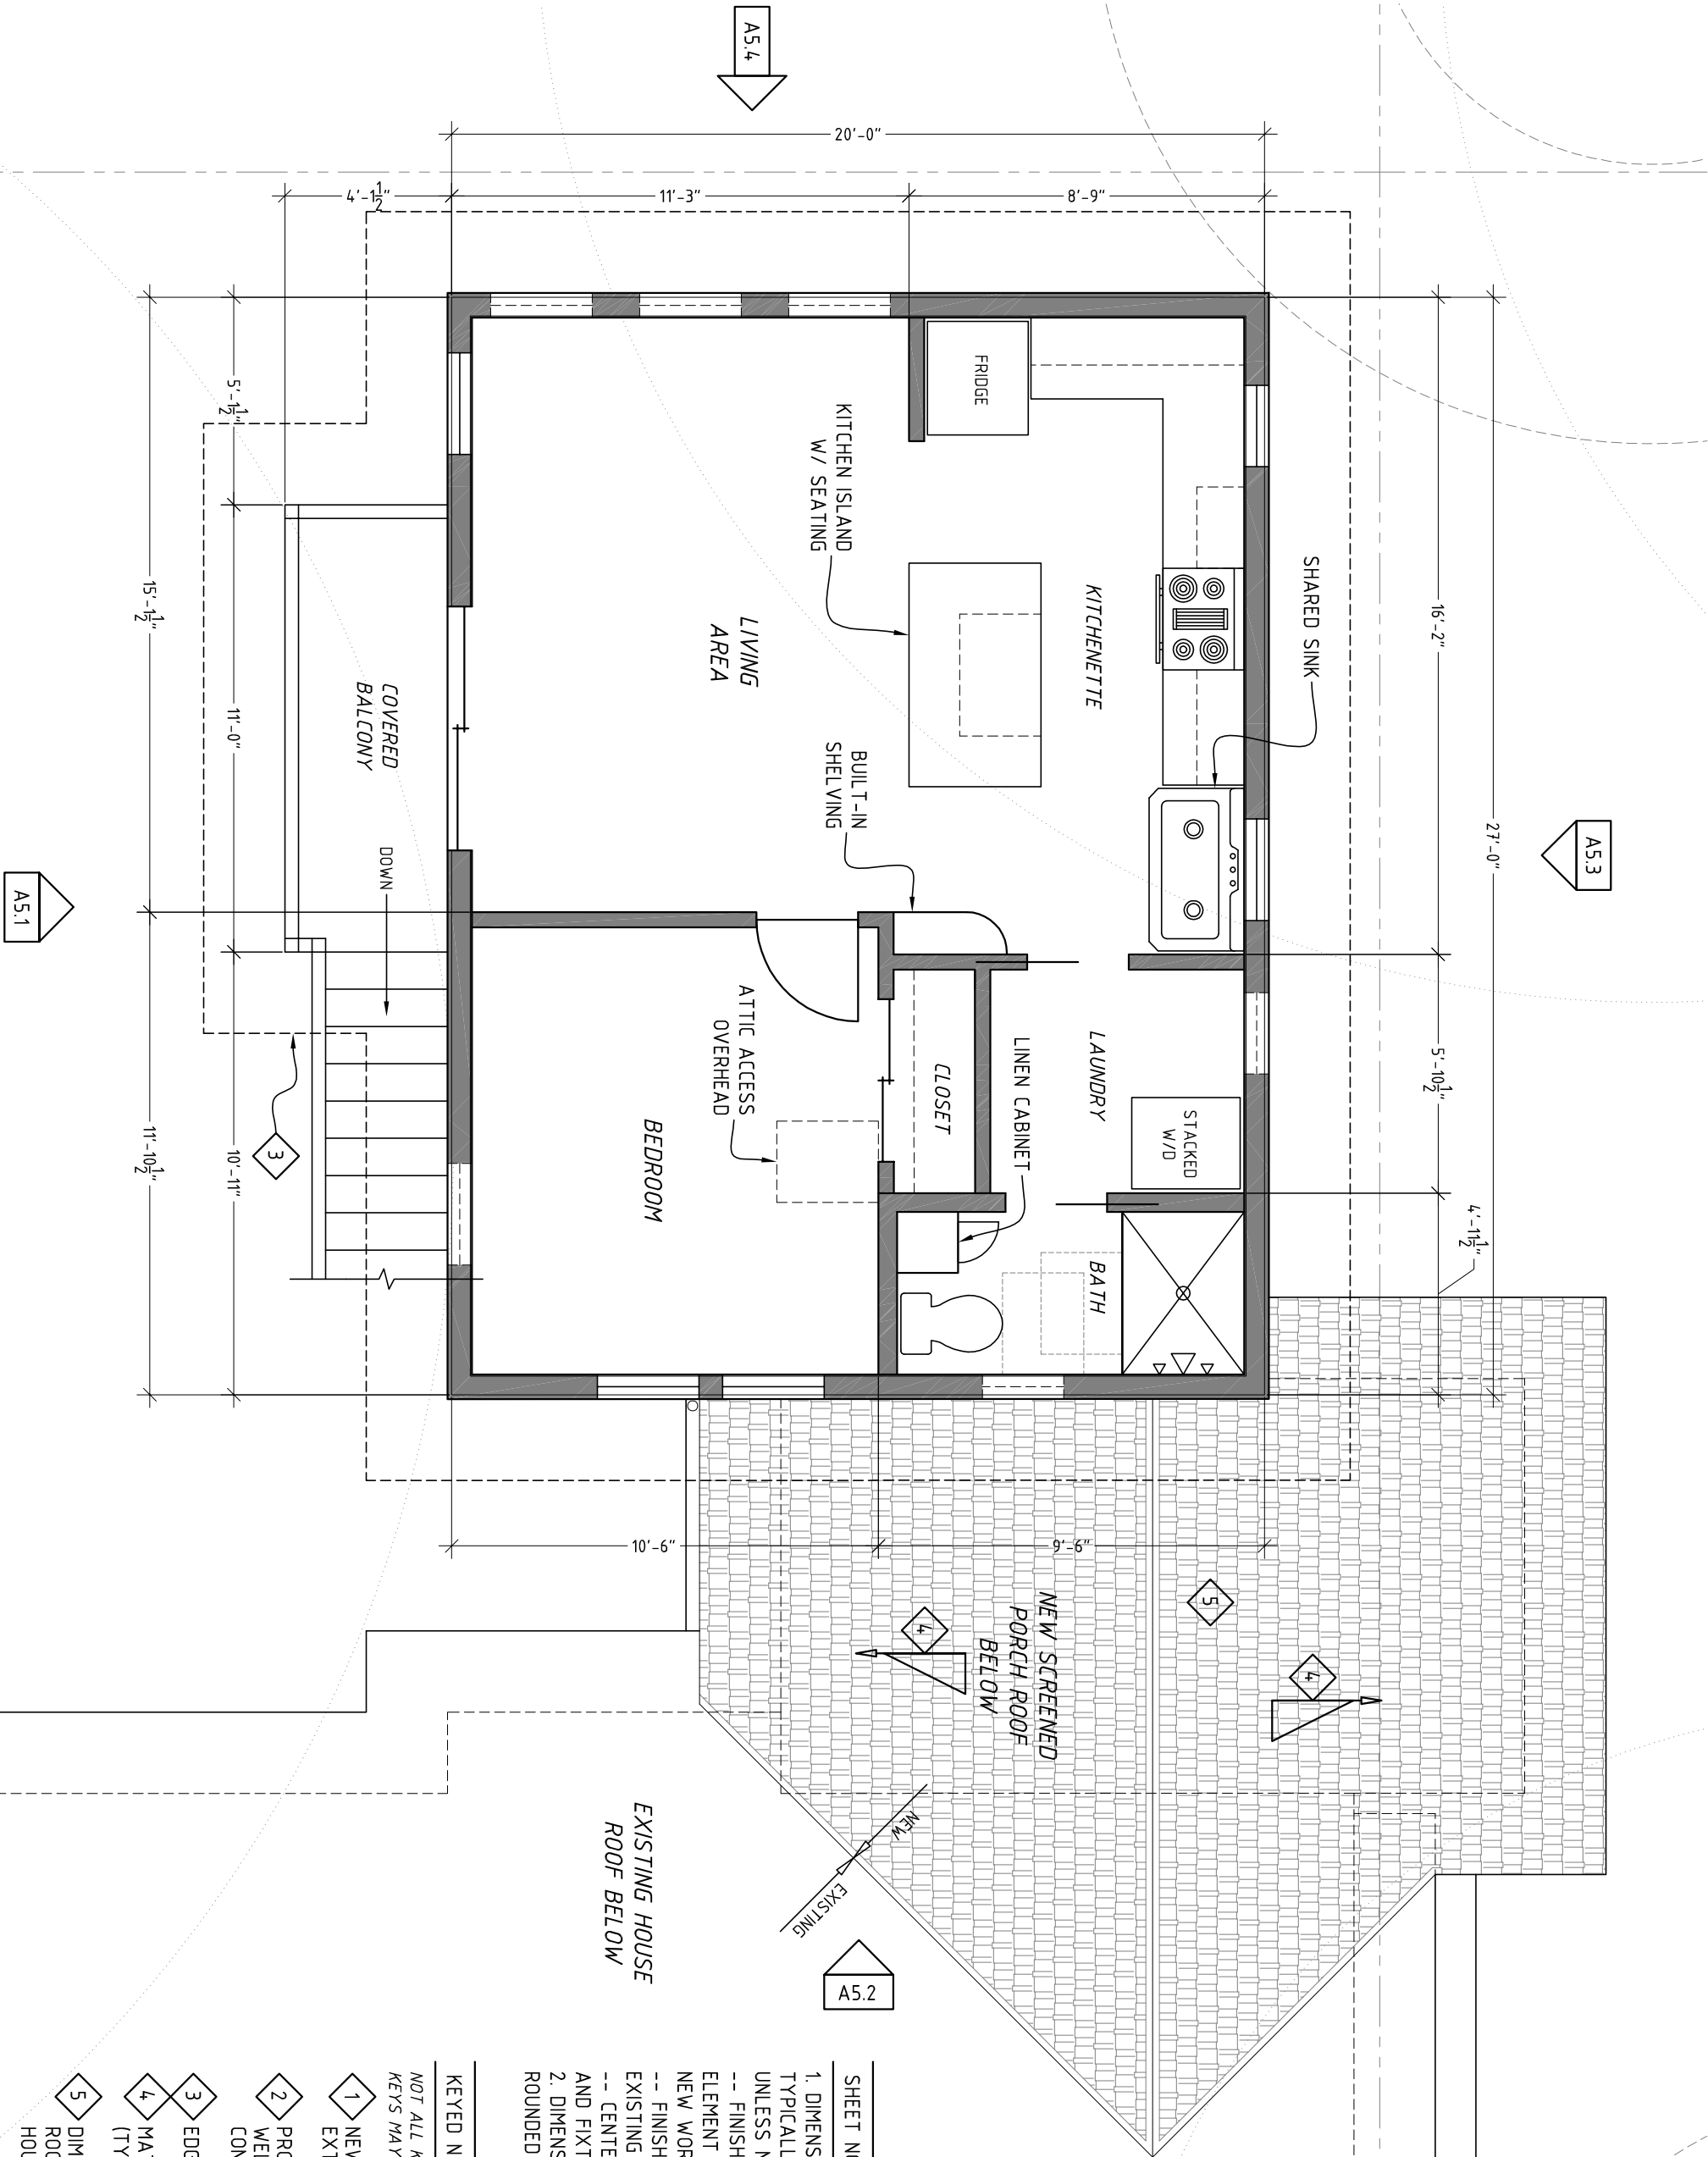 A5.4
20'-0"
4'-1 1/2"
11'-3"
8'-9"
A5.3
27'-0"
16'-2"
5'-10 1/2"
4'-11 1/2"
SHARED SINK
FRIDGE
KITCHEN ISLAND
W/ SEATING
KITCHENETTE
LIVING
AREA
BUILT-IN
SHELVING
COVERED
BALCONY
DOWN
5'-1 1/2"
11'-0"
10'-11"
15'-1 1/2"
11'-10 1/2"
A5.1
3
LAUNDRY
STACKED
W/D
LINEN CABINET
CLOSET
ATTIC ACCESS
OVERHEAD
BEDROOM
BATH
10'-6"
9'-6"
NEW SCREENED
PORCH ROOF
BELOW
5
4
4
NEW
EXISTING
EXISTING HOUSE
ROOF BELOW
A5.2
SHEET
1. DIMENS
TYPICALL
UNLESS N
-- FINISH
ELEMENT
NEW WOR
-- FINISH
EXISTING
-- CENTE
AND FIXT
2. DIMENS
ROUNDED
KEYED N
NOT ALL K
KEYS MAY
1 NEW
EXT
2 PRO
WEL
CON
3 EDG
4 MAT
(TY
5 DIM
ROO
HOU